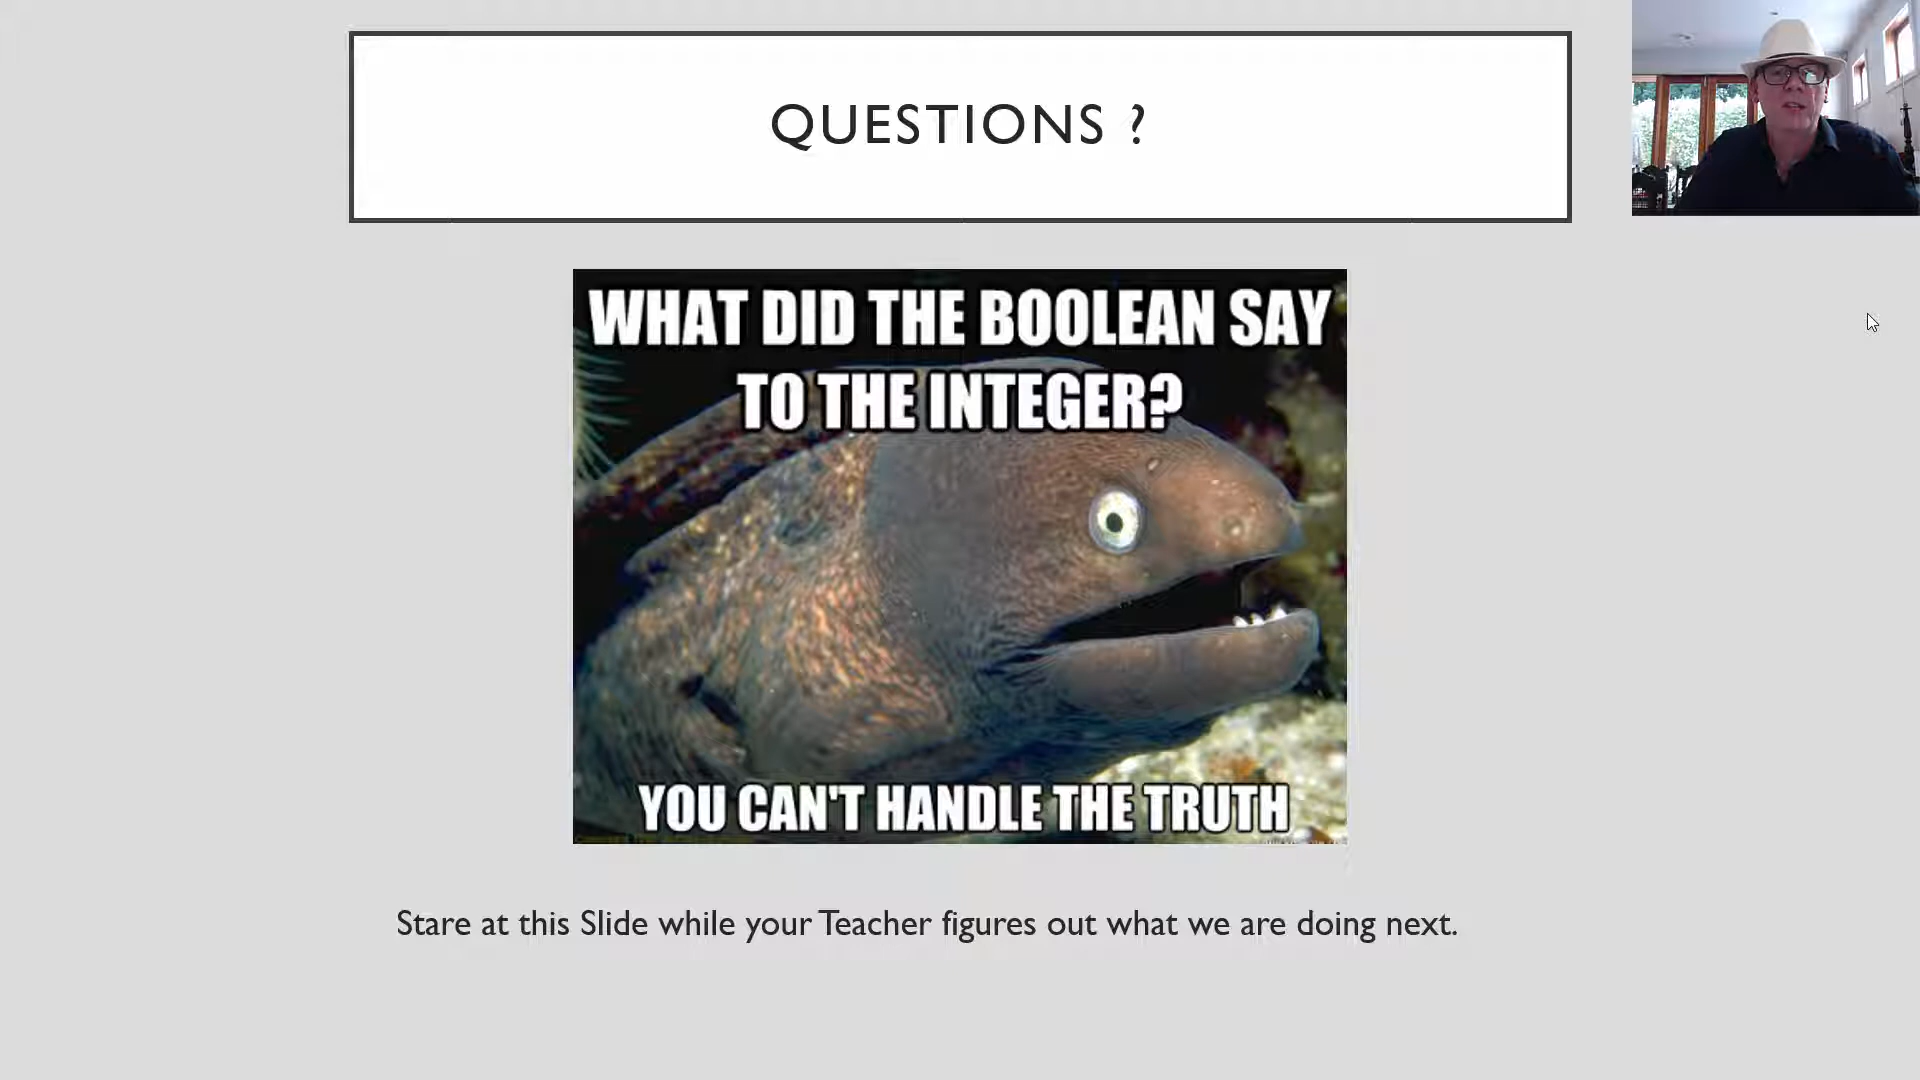 QUESTIONS ?
WHAT DID THE BOOLEAN SAY
TO THE INTEGER?
YOU CAN'T HANDLE THE TRUTH
Stare at this Slide while your Teacher figures out what we are doing next.